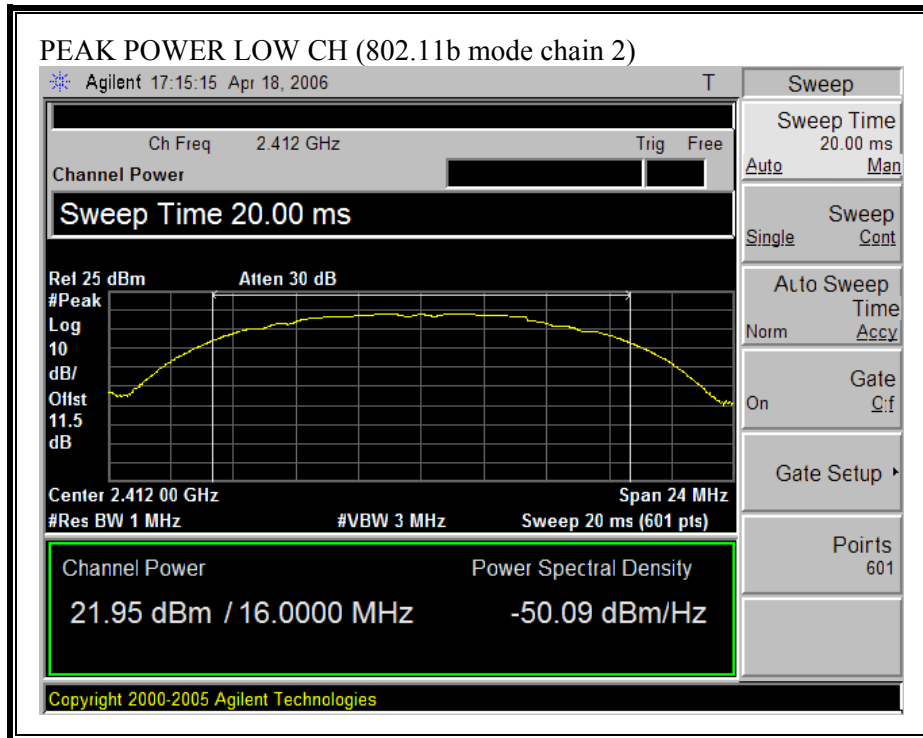 PEAK POWER LOW CH (802.11b mode chain 2)
Agilent 17:15:15 Apr 18, 2006 T
Ch Freq 2.412 GHz Trig Free
Channel Power
Sweep Time 20.00 ms
Ref 25 dBm Atten 30 dB
#Peak
Log
10
dB/
Offst
11.5
dB
Center 2.412 00 GHz Span 24 MHz
#Res BW 1 MHz #VBW 3 MHz Sweep 20 ms (601 pts)
Channel Power Power Spectral Density
21.95 dBm / 16.0000 MHz -50.09 dBm/Hz
Copyright 2000-2005 Agilent Technologies
Sweep
Sweep Time
20.00 ms
Auto Man
Sweep
Single Cont
Auto Sweep
Time
Norm Accy
Gate
On Off
Gate Setup
Points
601